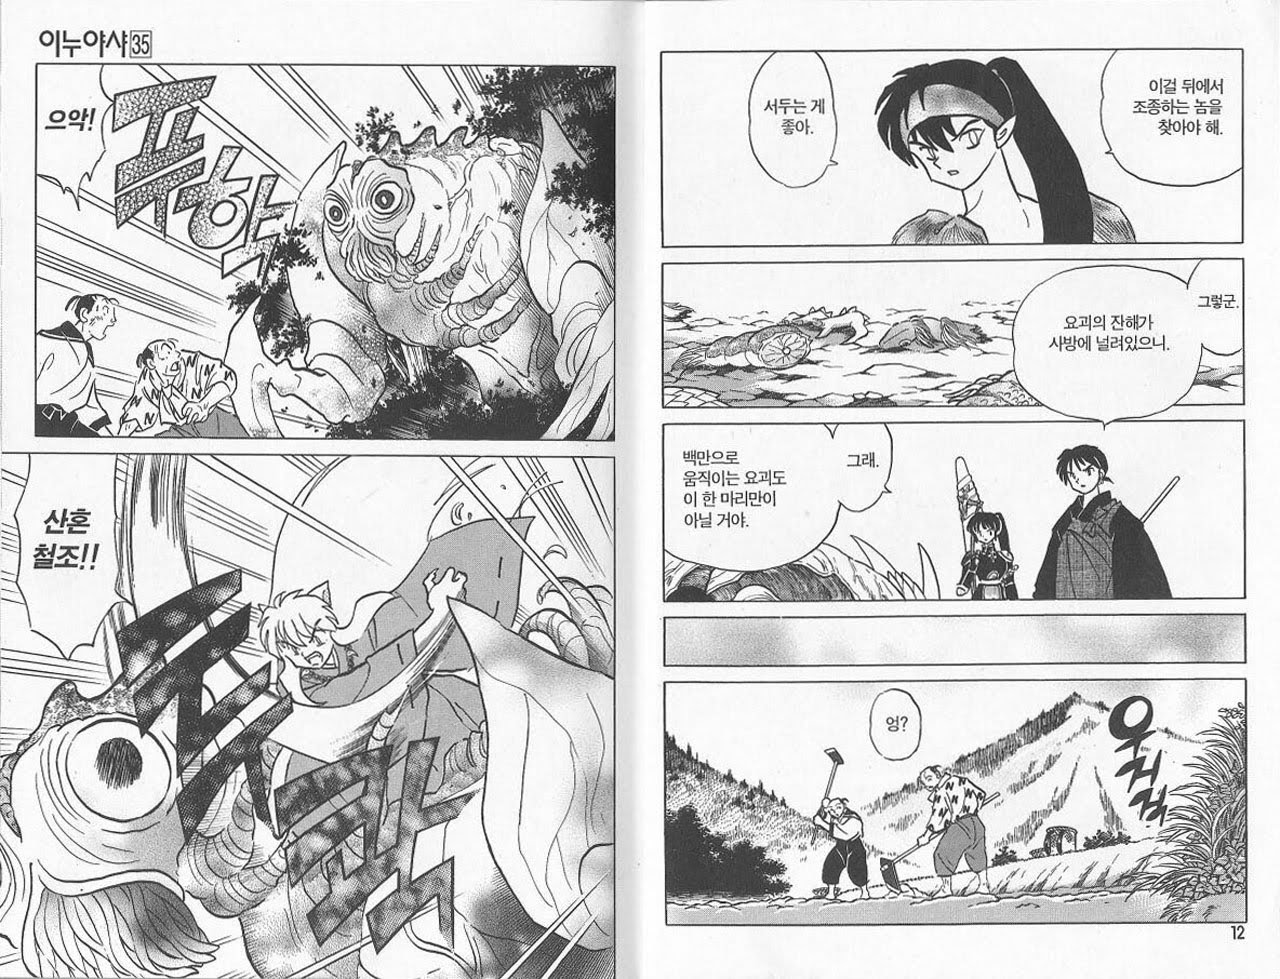 이걸 뒤에서
조종하는 놈을
찾아야 해.
서두는 게
좋아.
그렇군.
요괴의 잔해가
사방에 널려있으니.
그래.
백만으로
움직이는 요괴도
이 한 마리만이
아닐 거야.
엉?
12
이누야샤 35
으악!
푸학
산혼
철조!!